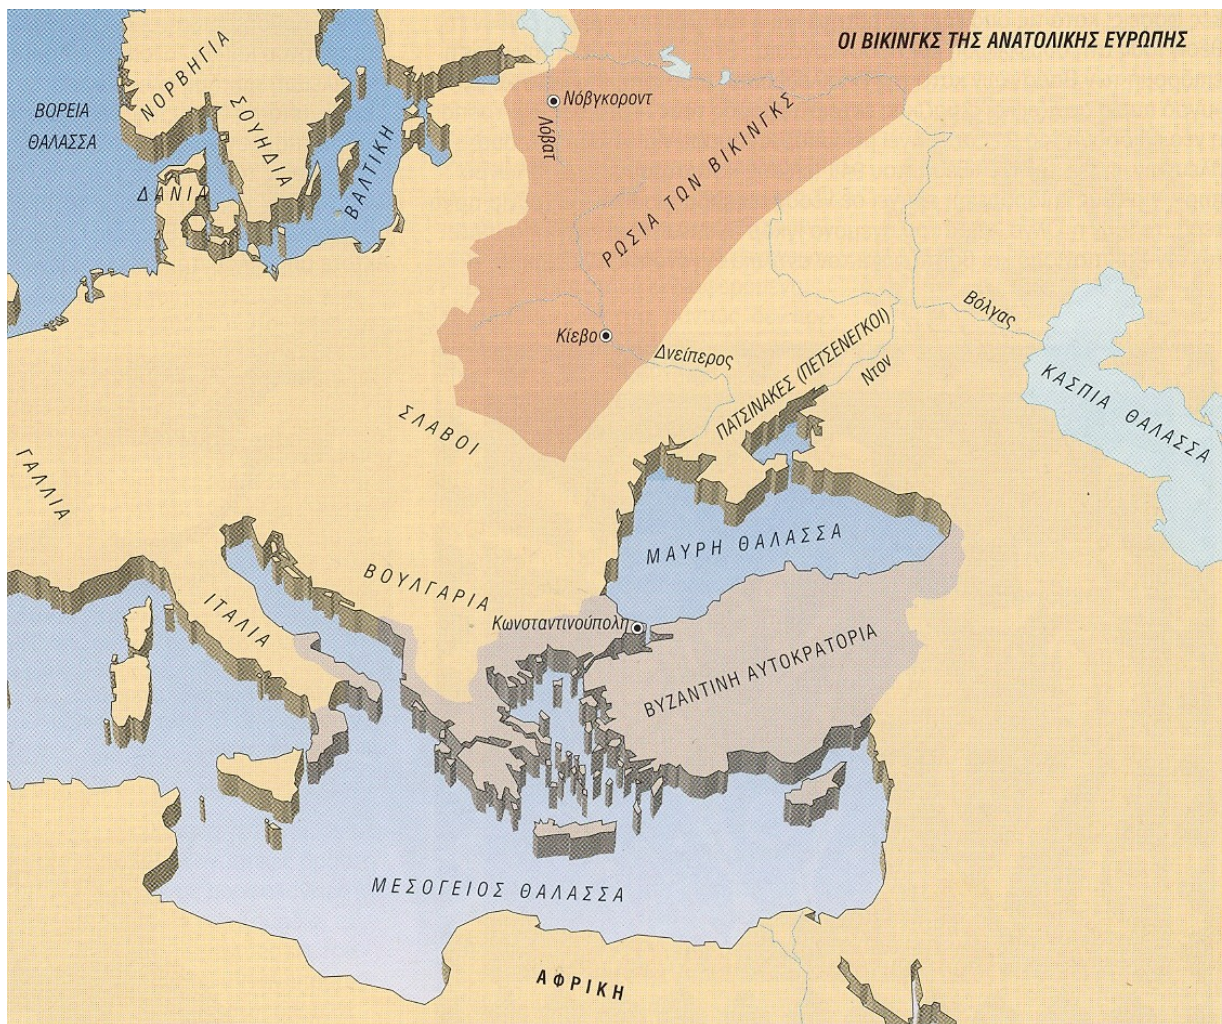 ΟΙ ΒΙΚΙΝΓΚΣ ΤΗΣ ΑΝΑΤΟΛΙΚΗΣ ΕΥΡΩΠΗΣ
ΝΟΡΒΗΓΙΑ
ΣΟΥΗΔΙΑ
ΒΟΡΕΙΑ
ΘΑΛΑΣΣΑ
ΔΑΝΙΑ
ΒΑΛΤΙΚΗ
Νόβγκοροντ
Λόβατ
ΡΩΣΙΑ ΤΩΝ ΒΙΚΙΝΓΚΣ
Κίεβο
Δνείπερος
Βόλγας
ΠΑΤΣΙΝΑΚΕΣ (ΠΕΤΣΕΝΕΓΚΟΙ)
Ντον
ΚΑΣΠΙΑ ΘΑΛΑΣΣΑ
ΣΛΑΒΟΙ
ΓΑΛΛΙΑ
ΜΑΥΡΗ ΘΑΛΑΣΣΑ
ΒΟΥΛΓΑΡΙΑ
ΙΤΑΛΙΑ
Κωνσταντινούπολη
ΒΥΖΑΝΤΙΝΗ ΑΥΤΟΚΡΑΤΟΡΙΑ
ΜΕΣΟΓΕΙΟΣ ΘΑΛΑΣΣΑ
ΑΦΡΙΚΗ